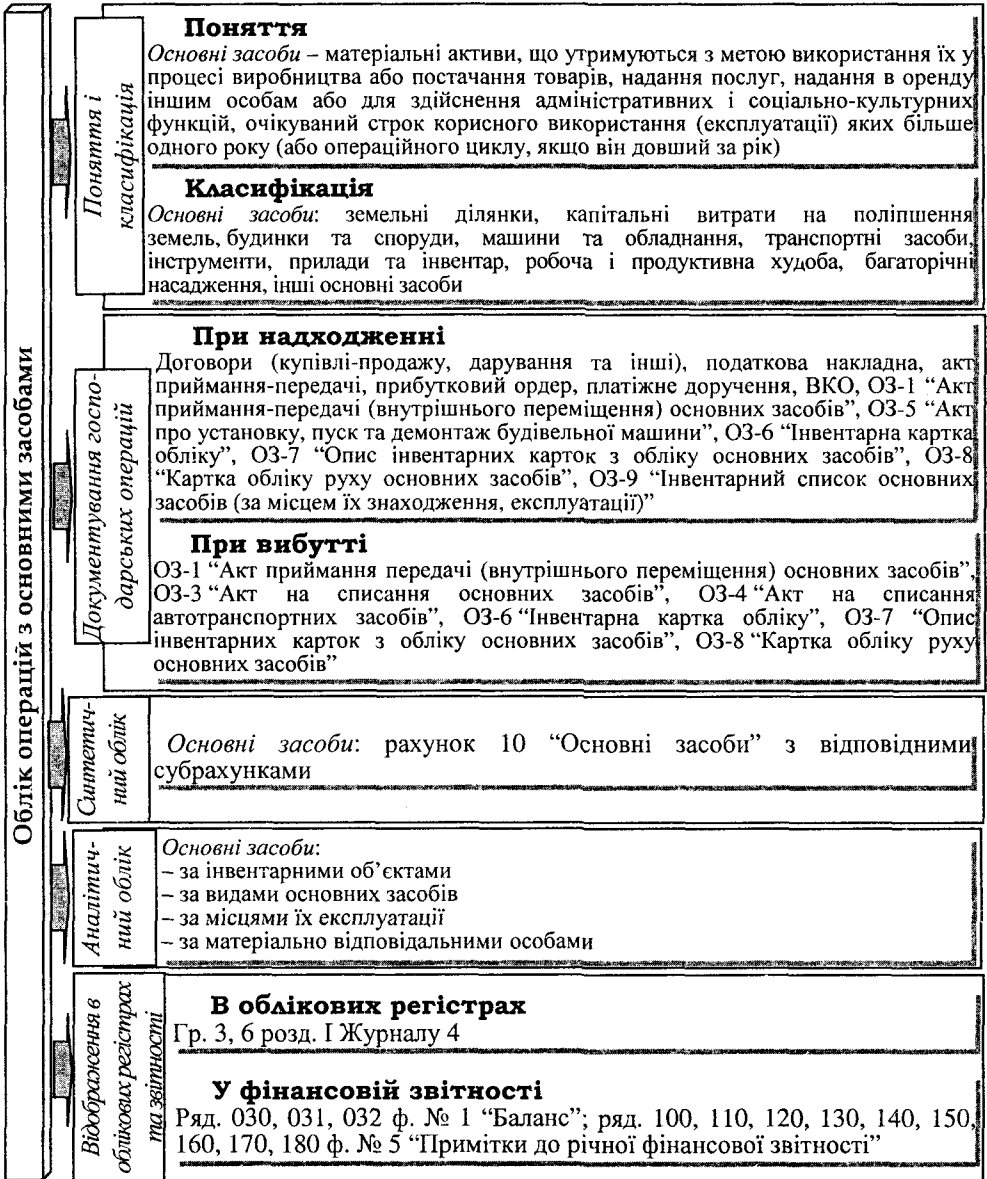 Облік операцій з основними засобами
Поняття і
класифікація
Поняття
Основні засоби – матеріальні активи, що утримуються з метою використання їх у
процесі виробництва або постачання товарів, надання послуг, надання в оренду
іншим особам або для здійснення адміністративних і соціально-культурних
функцій, очікуваний строк корисного використання (експлуатації) яких більше
одного року (або операційного циклу, якщо він довший за рік)
Класифікація
Основні засоби: земельні ділянки, капітальні витрати на поліпшення
земель, будинки та споруди, машини та обладнання, транспортні засоби,
інструменти, прилади та інвентар, робоча і продуктивна худоба, багаторічні
насадження, інші основні засоби
Документування госпо-
дарських операцій
При надходженні
Договори (купівлі-продажу, дарування та інші), податкова накладна, акт
приймання-передачі, прибутковий ордер, платіжне доручення, ВКО, ОЗ-1 “Акт
приймання-передачі (внутрішнього переміщення) основних засобів”, ОЗ-5 “Акт
про установку, пуск та демонтаж будівельної машини”, ОЗ-6 “Інвентарна картка
обліку”, ОЗ-7 “Опис інвентарних карток з обліку основних засобів”, ОЗ-8
“Картка обліку руху основних засобів”, ОЗ-9 “Інвентарний список основних
засобів (за місцем їх знаходження, експлуатації)”
При вибутті
ОЗ-1 “Акт приймання передачі (внутрішнього переміщення) основних засобів”,
ОЗ-3 “Акт на списання основних засобів”, ОЗ-4 “Акт на списання
автотранспортних засобів”, ОЗ-6 “Інвентарна картка обліку”, ОЗ-7 “Опис
інвентарних карток з обліку основних засобів”, ОЗ-8 “Картка обліку руху
основних засобів”
Синтетич-
ний облік
Основні засоби: рахунок 10 “Основні засоби” з відповідними
субрахунками
Аналітич-
ний облік
Основні засоби:
– за інвентарними об’єктами
– за видами основних засобів
– за місцями їх експлуатації
– за матеріально відповідальними особами
Відображення в
облікових регістрах
та звітності
В облікових регістрах
Гр. 3, 6 розд. І Журналу 4
У фінансовій звітності
Ряд. 030, 031, 032 ф. № 1 “Баланс”; ряд. 100, 110, 120, 130, 140, 150,
160, 170, 180 ф. № 5 “Примітки до річної фінансової звітності”